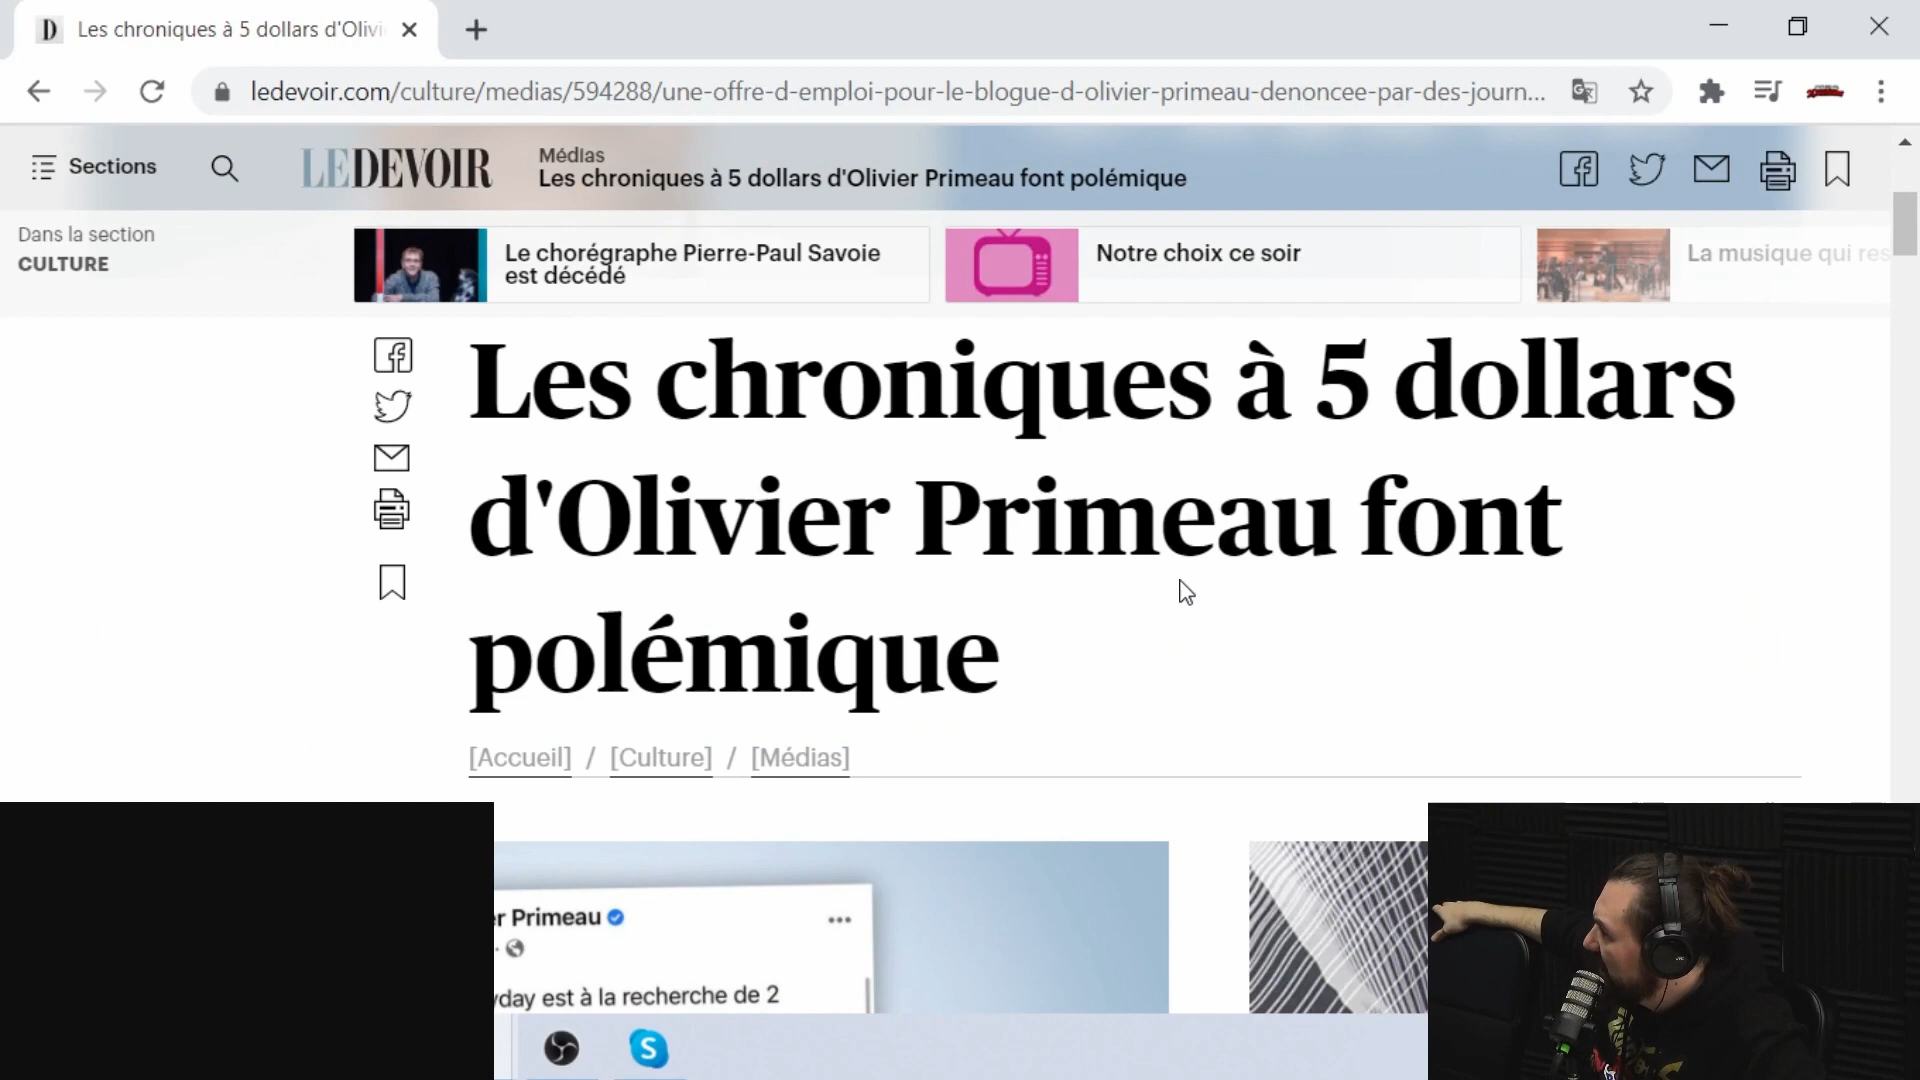 Les chroniques à 5 dollars d'Olivi
ledevoir.com/culture/medias/594288/une-offre-d-emploi-pour-le-blogue-d-olivier-primeau-denoncee-par-des-journ...
Sections
LE DEVOIR
Médias
Les chroniques à 5 dollars d'Olivier Primeau font polémique
Dans la section
CULTURE
Le chorégraphe Pierre-Paul Savoie
est décédé
Notre choix ce soir
La musique qui res
Les chroniques à 5 dollars
d'Olivier Primeau font
polémique
[Accueil] / [Culture] / [Médias]
r Primeau
yday est à la recherche de 2